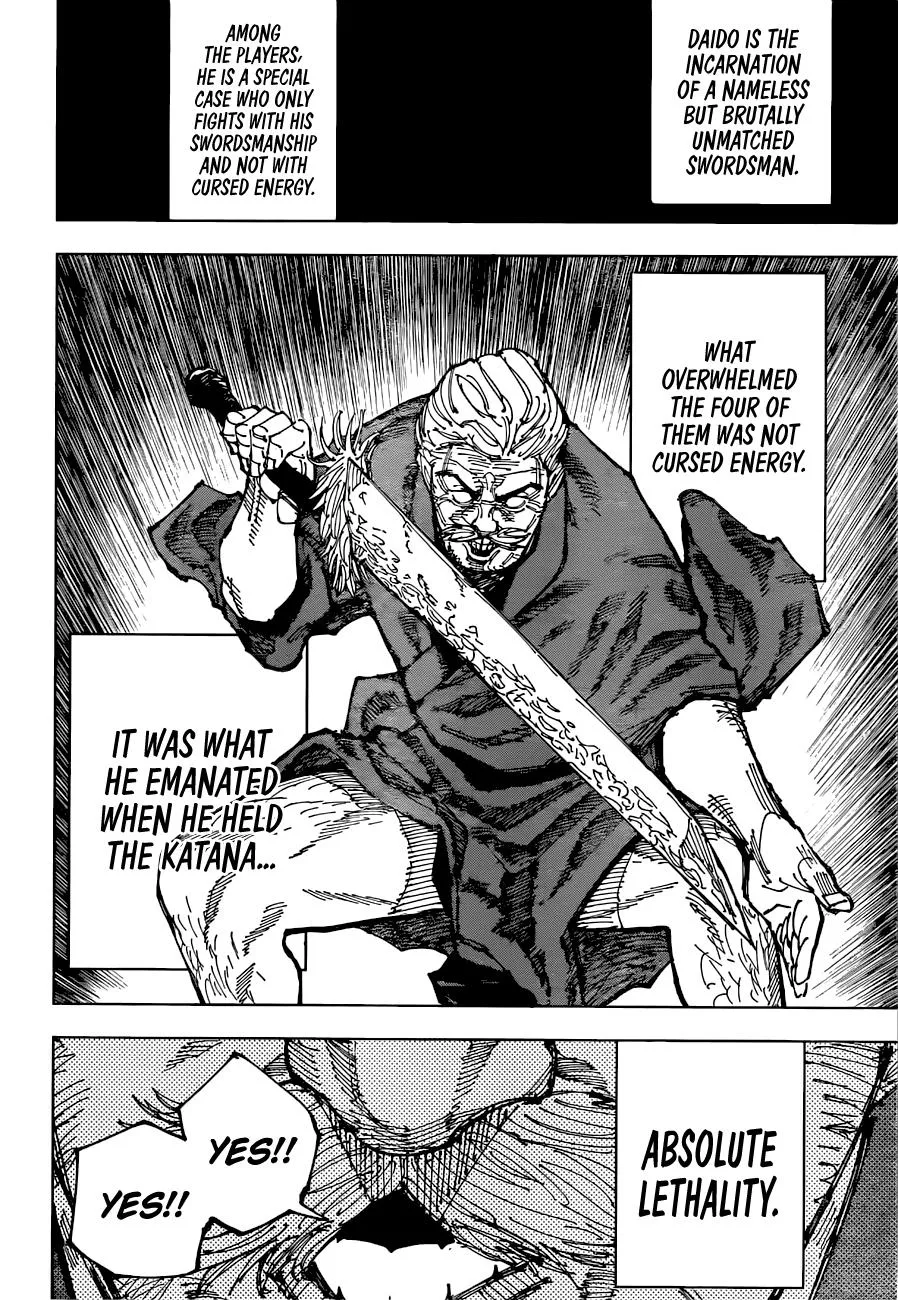 DAIDO IS THE
INCARNATION
OF A NAMELESS
BUT BRUTALLY
UNMATCHED
SWORDSMAN.
AMONG
THE PLAYERS,
HE IS A SPECIAL
CASE WHO ONLY
FIGHTS WITH HIS
SWORDSMANSHIP
AND NOT WITH
CURSED ENERGY.
WHAT
OVERWHELMED
THE FOUR OF
THEM WAS NOT
CURSED ENERGY.
IT WAS WHAT
HE EMANATED
WHEN HE HELD
THE KATANA...
ABSOLUTE
LETHALITY.
YES!!
YES!!